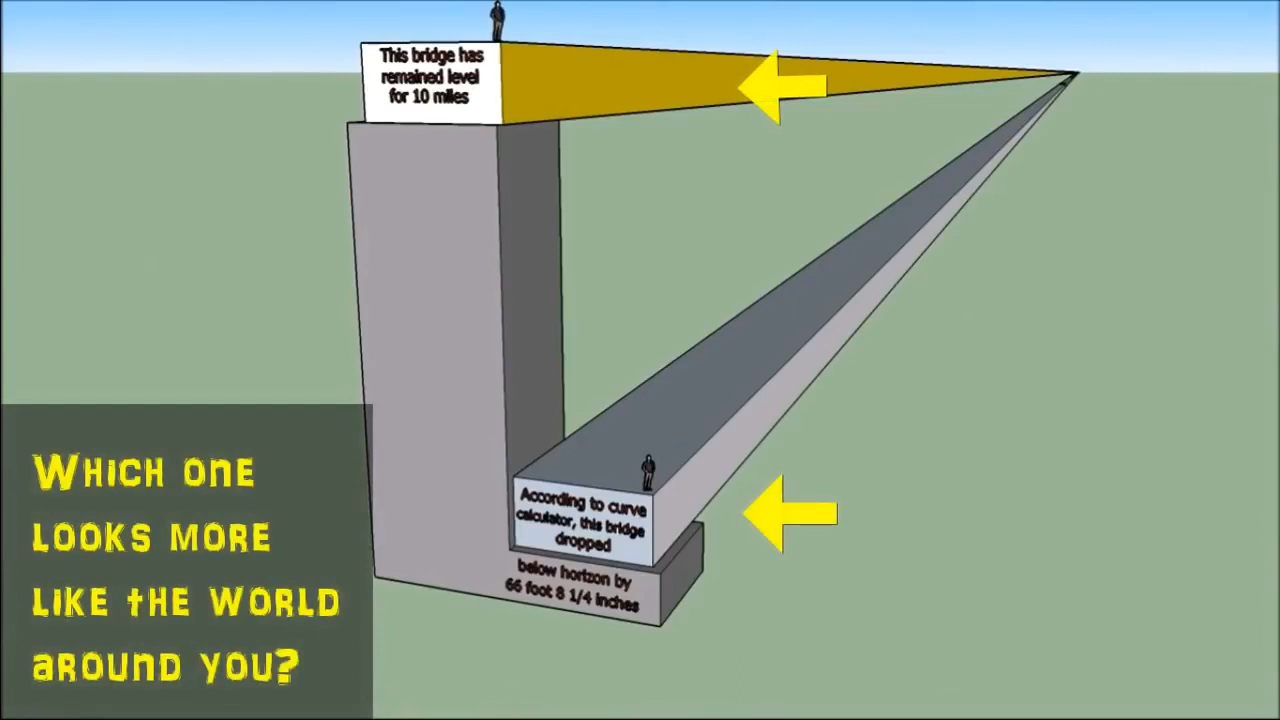 This bridge has
remained level
for 10 miles
According to curve
calculator, this bridge
dropped
below horizon by
66 foot 8 1/4 inches
Which one
looks more
like the world
around you?